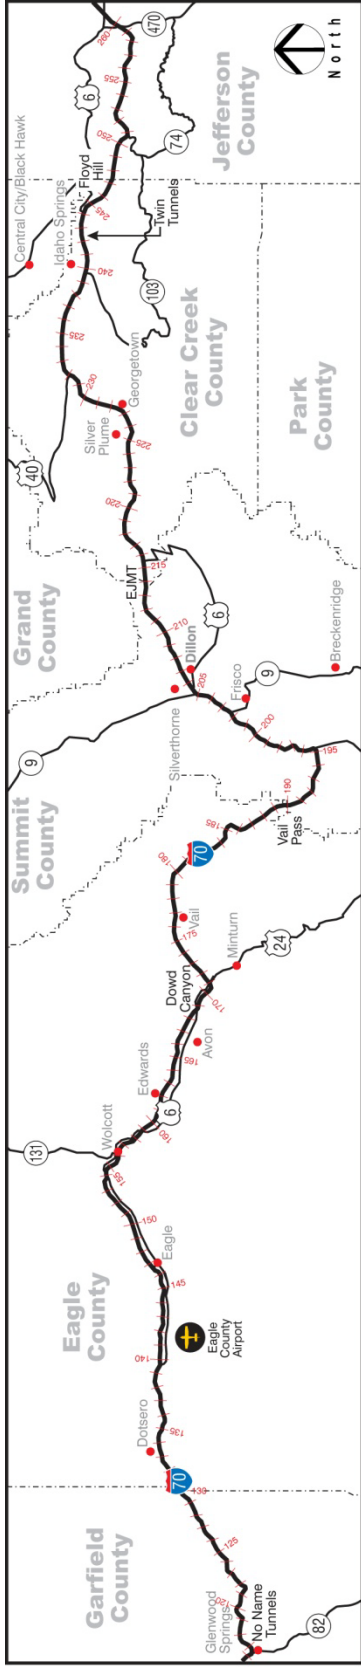 Garfield
County
Eagle
County
Summit
County
Grand
County
Clear Creek
County
Park
County
Jefferson
County
Glenwood
Springs
No Name
Tunnels
82
120
125
130
70
Dotsero
135
140
Eagle
County
Airport
145
Eagle
150
155
131
Wolcott
160
6
Edwards
165
Avon
Dowd
Canyon
170
Minturn
24
175
Vail
180
70
185
Vail
Pass
190
195
200
Frisco
9
Breckenridge
9
Silverthorne
205
Dillon
6
210
EJMT
215
220
Silver
Plume
225
Georgetown
230
40
235
240
Idaho Springs
Central City/Black Hawk
103
Twin
Tunnels
245
Floyd
Hill
250
74
6
255
260
470
North